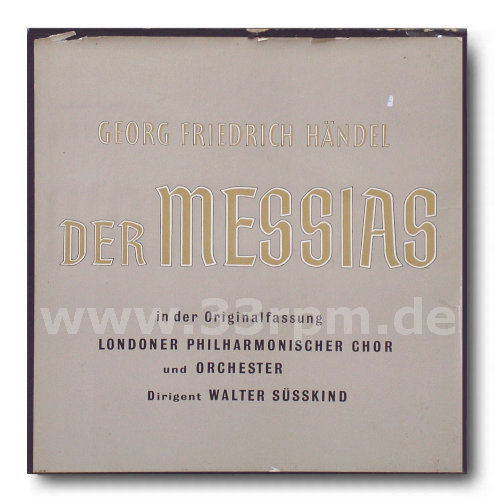 GEORG FRIEDRICH HÄNDEL
DER MESSIAS
in der Originalfassung
www.33rpm.de
LONDONER PHILHARMONISCHER CHOR
und ORCHESTER
Dirigent WALTER SÜSSKIND